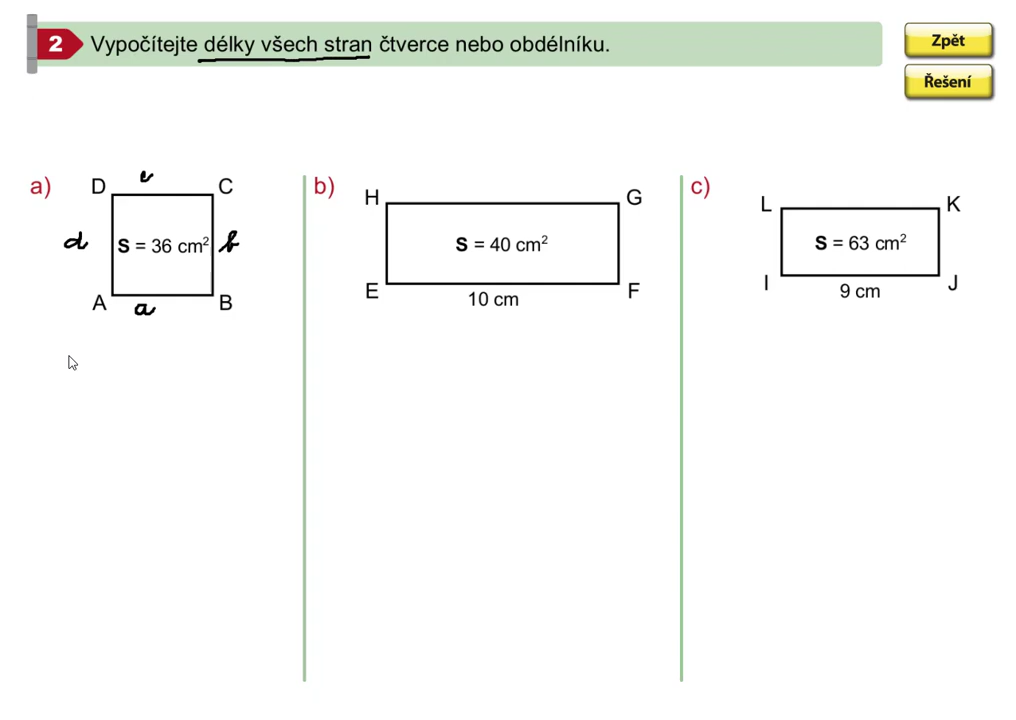 2 Vypočítejte délky všech stran čtverce nebo obdélníku.
Zpět
Řešení
a)
D
C
d
S = 36 cm²
b
A
a
B
b)
H
G
S = 40 cm²
E
10 cm
F
c)
L
K
S = 63 cm²
I
9 cm
J